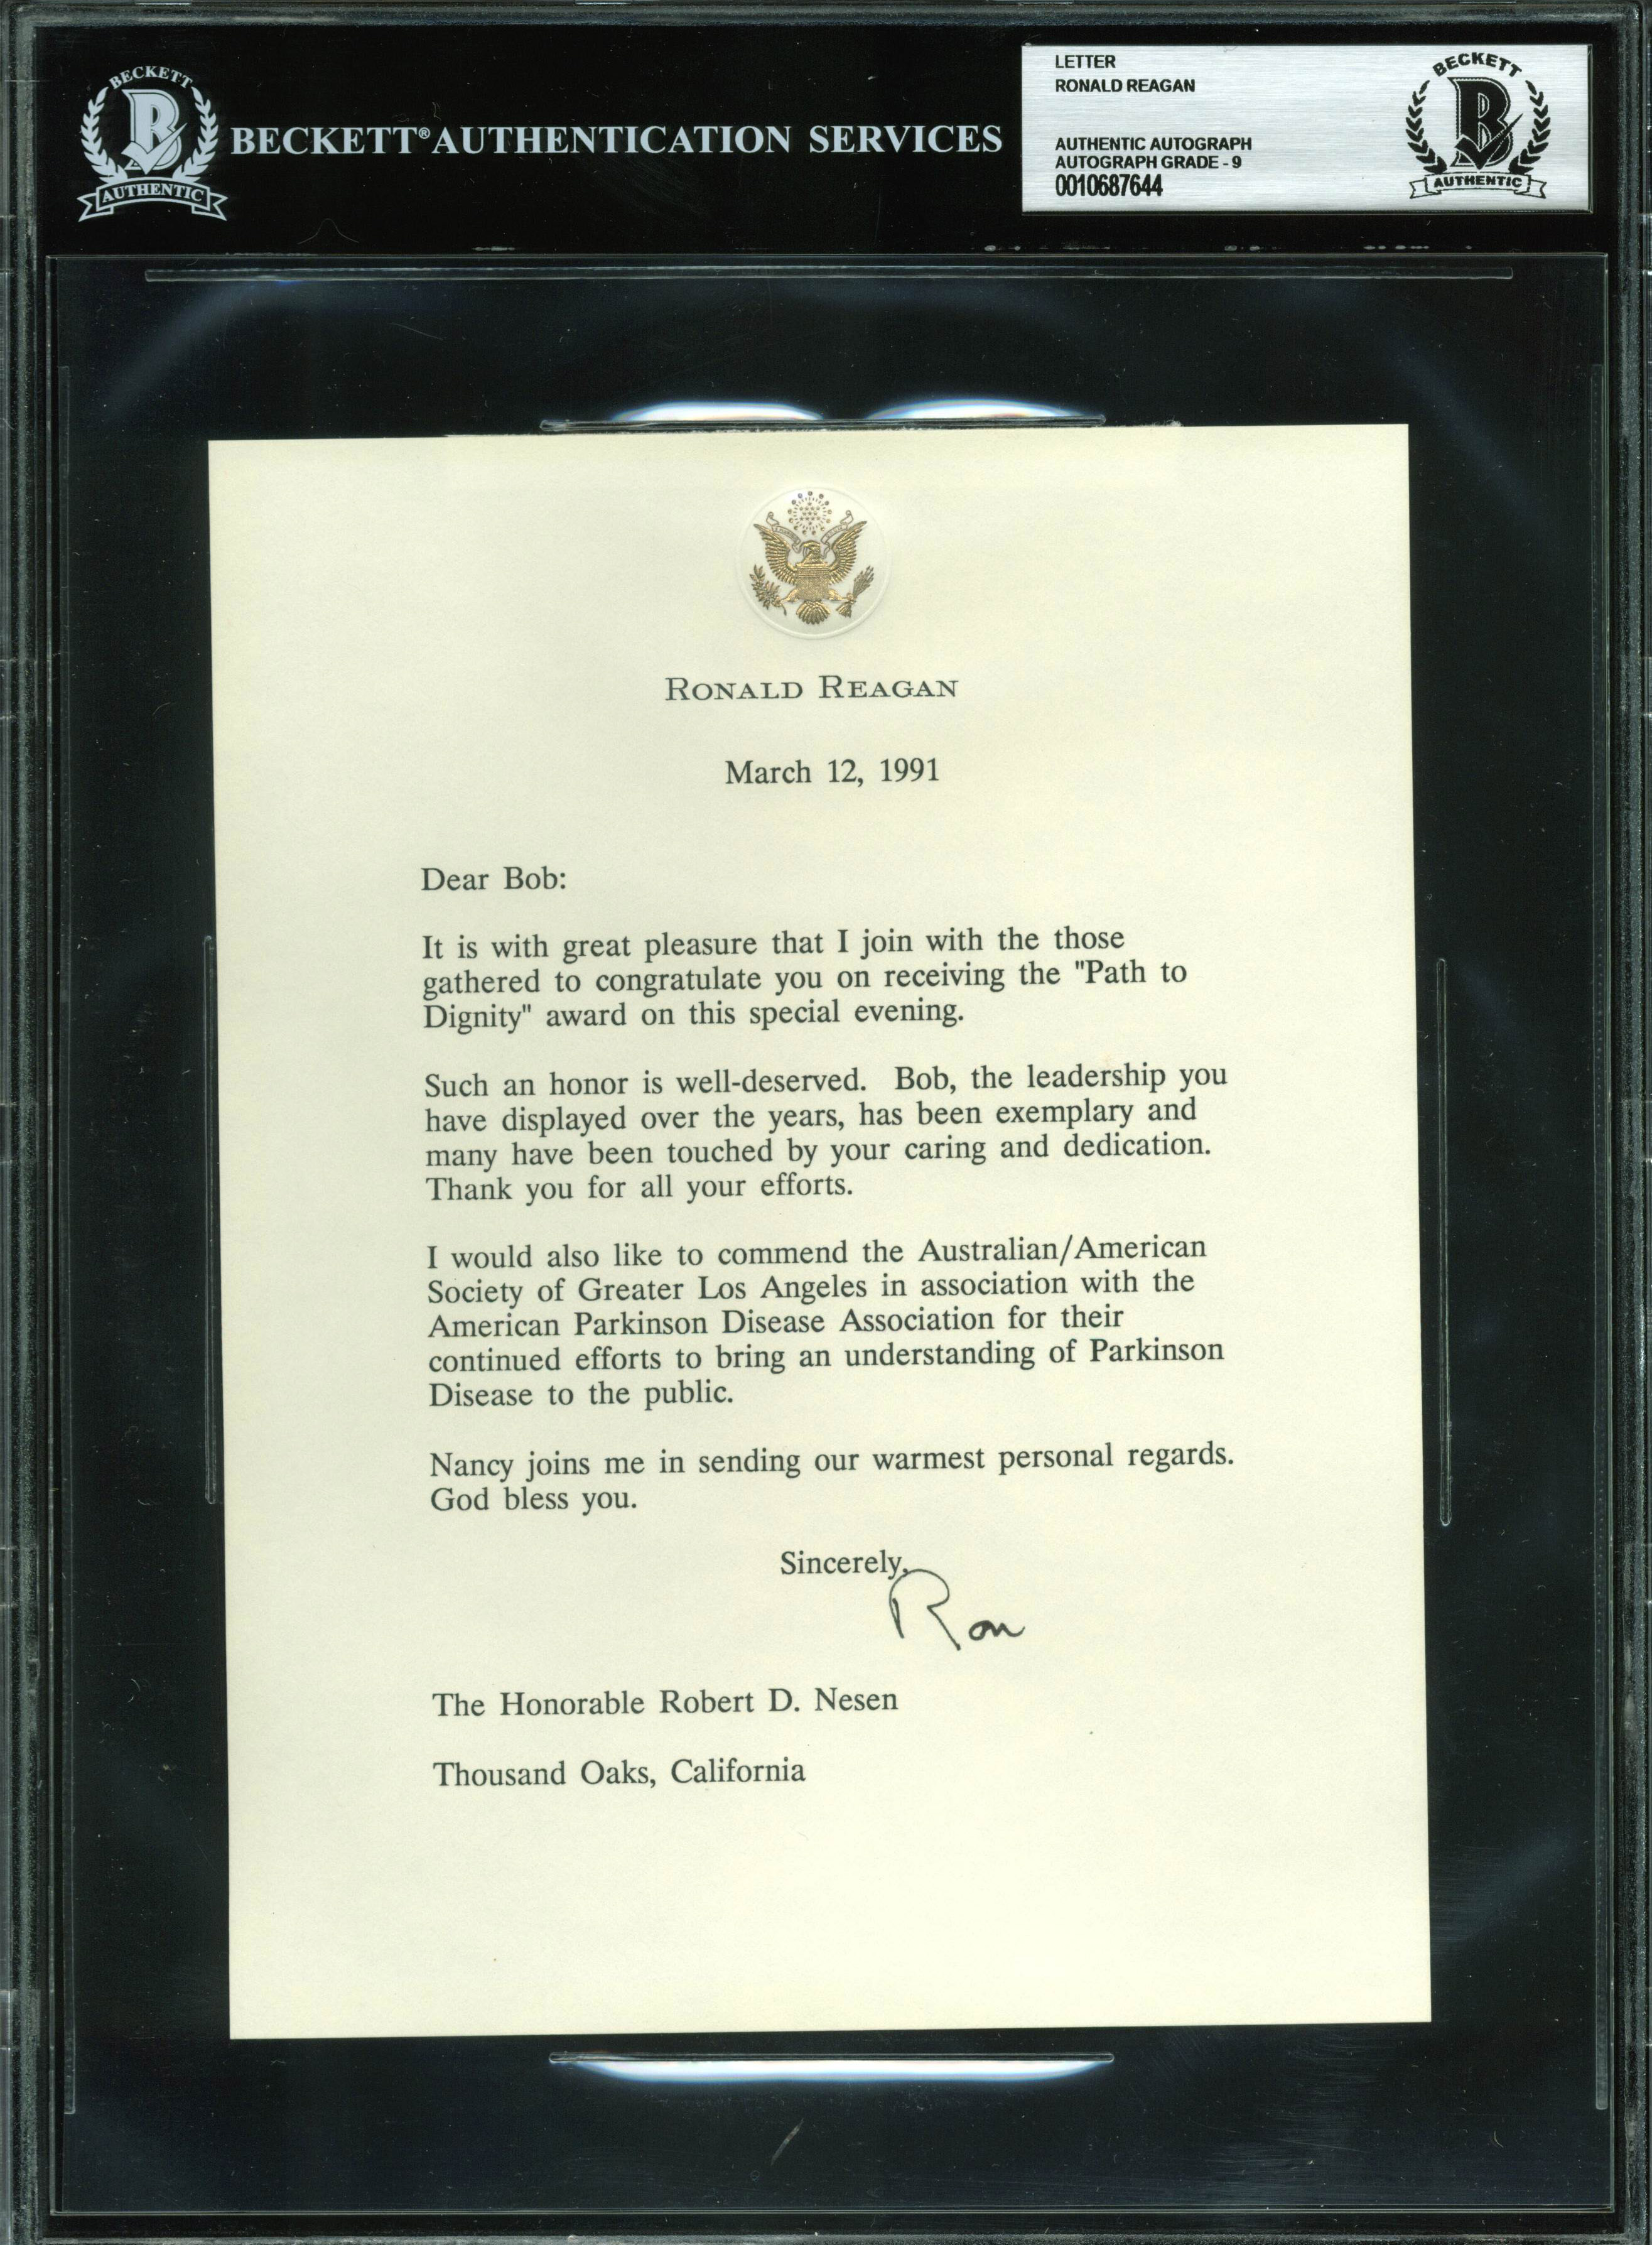 BECKETT
B
AUTHENTIC
BECKETT® AUTHENTICATION SERVICES
LETTER
RONALD REAGAN
AUTHENTIC AUTOGRAPH
AUTOGRAPH GRADE - 9
0010687644
BECKETT
B
AUTHENTIC
RONALD REAGAN
March 12, 1991
Dear Bob:
It is with great pleasure that I join with the those
gathered to congratulate you on receiving the "Path to
Dignity" award on this special evening.
Such an honor is well-deserved. Bob, the leadership you
have displayed over the years, has been exemplary and
many have been touched by your caring and dedication.
Thank you for all your efforts.
I would also like to commend the Australian/American
Society of Greater Los Angeles in association with the
American Parkinson Disease Association for their
continued efforts to bring an understanding of Parkinson
Disease to the public.
Nancy joins me in sending our warmest personal regards.
God bless you.
Sincerely,
Ron
The Honorable Robert D. Nesen
Thousand Oaks, California